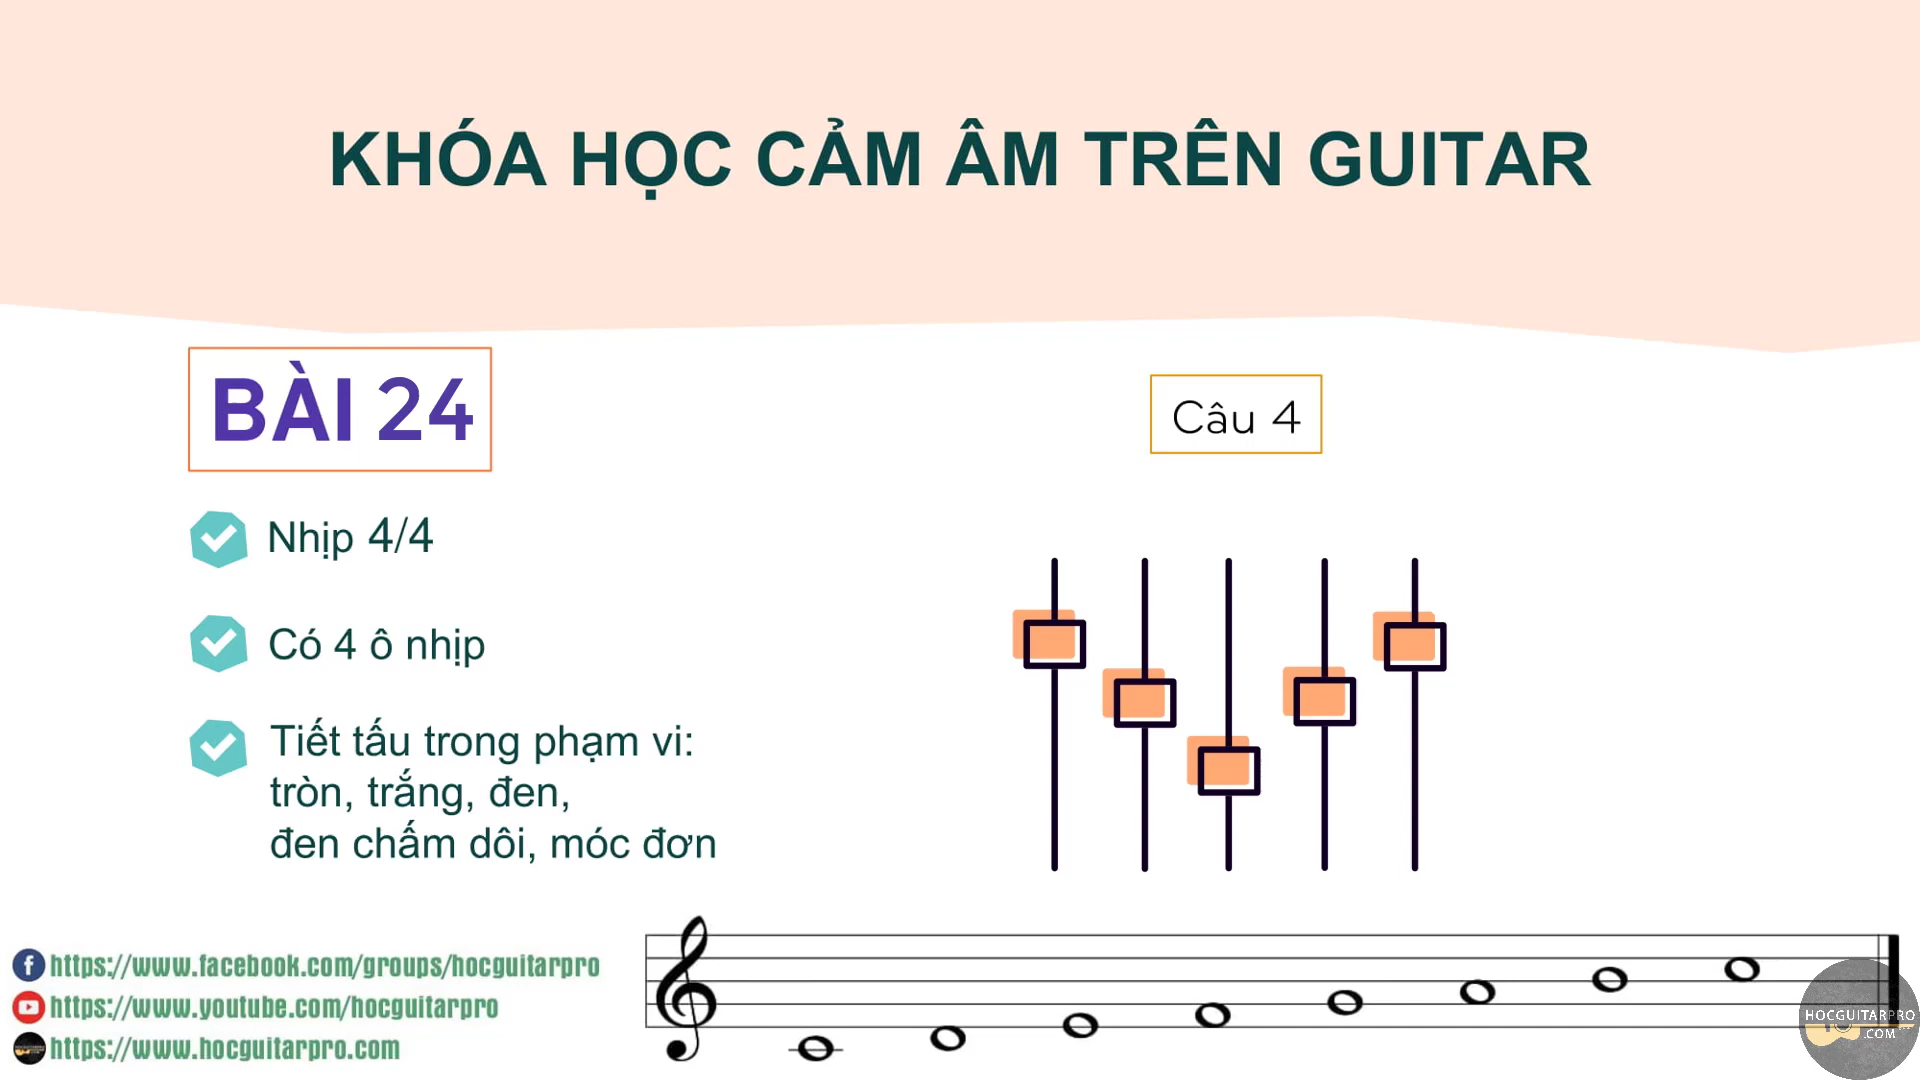 KHÓA HỌC CẢM ÂM TRÊN GUITAR
BÀI 24
Nhịp 4/4
Có 4 ô nhịp
Tiết tấu trong phạm vi:
tròn, trắng, đen,
đen chấm dôi, móc đơn
Câu 4
https://www.facebook.com/groups/hocguitarpro
https://www.youtube.com/hocguitarpro
https://www.hocguitarpro.com
HOCGUITARPRO
.COM